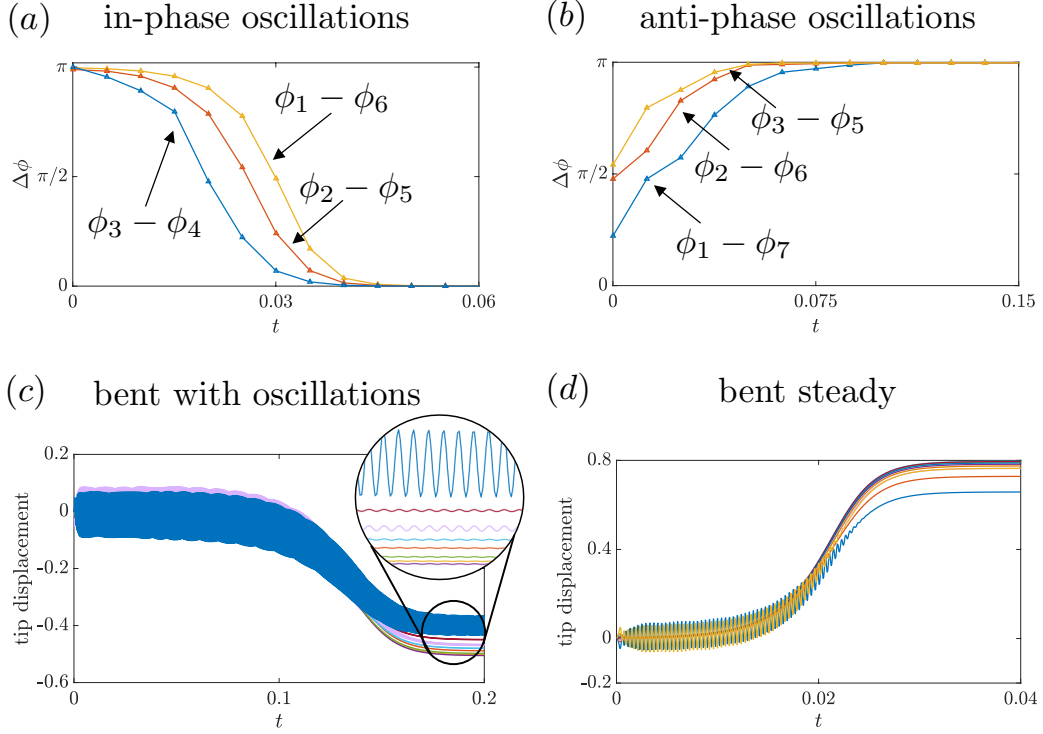 (a) in-phase oscillations
π
π/2
0
Δϕ
0 0.03 0.06
t
ϕ₁ − ϕ₆
ϕ₂ − ϕ₅
ϕ₃ − ϕ₄
(b) anti-phase oscillations
π
π/2
0
Δϕ
0 0.075 0.15
t
ϕ₃ − ϕ₅
ϕ₂ − ϕ₆
ϕ₁ − ϕ₇
(c) bent with oscillations
0.2
0
-0.2
-0.4
-0.6
tip displacement
0 0.1 0.2
t
(d) bent steady
0.8
0.4
0
-0.2
tip displacement
0 0.02 0.04
t